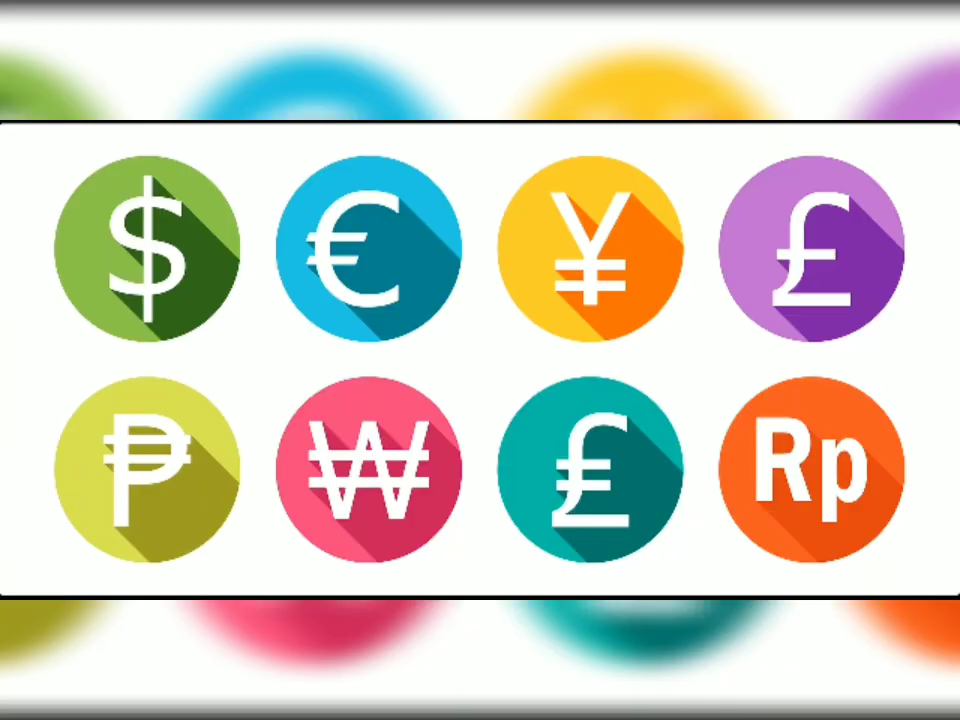 $ € ¥ £
₱ ₩ ₤ Rp